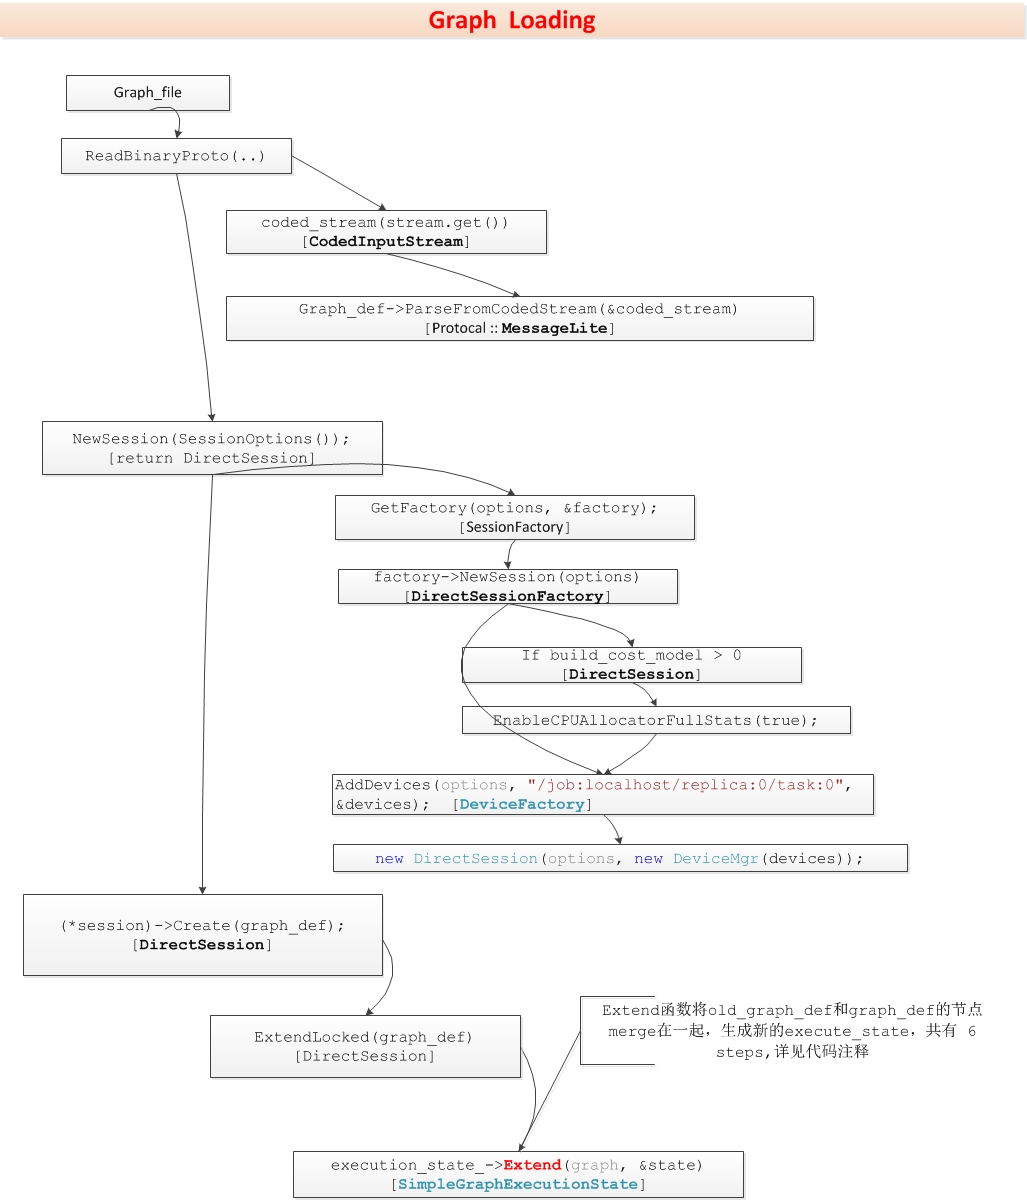 Graph Loading
Graph_file
ReadBinaryProto(..)
coded_stream(stream.get())
[CodedInputStream]
Graph_def->ParseFromCodedStream(&coded_stream)
[Protocal :: MessageLite]
NewSession(SessionOptions());
[return DirectSession]
GetFactory(options, &factory);
[SessionFactory]
factory->NewSession(options)
[DirectSessionFactory]
If build_cost_model > 0
[DirectSession]
EnableCPUAllocatorFullStats(true);
AddDevices(options, "/job:localhost/replica:0/task:0",
&devices); [DeviceFactory]
new DirectSession(options, new DeviceMgr(devices));
(*session)->Create(graph_def);
[DirectSession]
ExtendLocked(graph_def)
[DirectSession]
Extend函数将old_graph_def和graph_def的节点
merge在一起，生成新的execute_state，共有 6
steps,详见代码注释
execution_state_->Extend(graph, &state)
[SimpleGraphExecutionState]